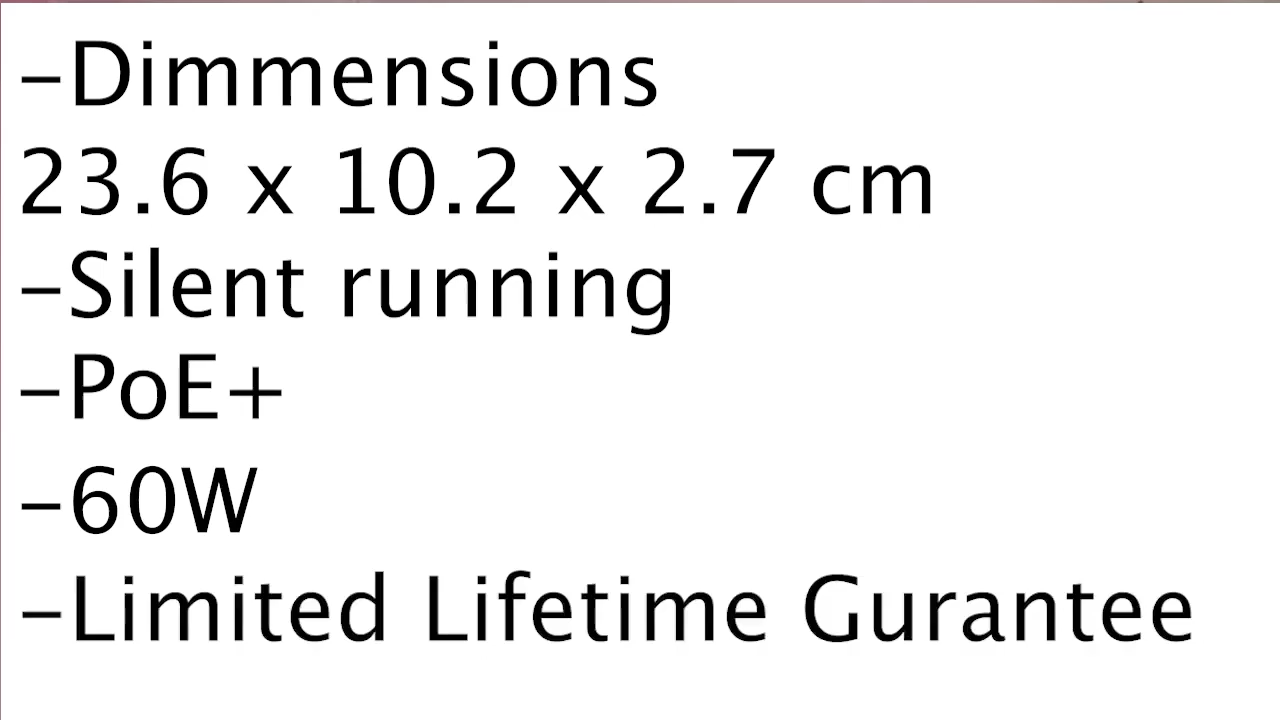 -Dimmensions
23.6 x 10.2 x 2.7 cm
-Silent running
-PoE+
-60W
-Limited Lifetime Gurantee